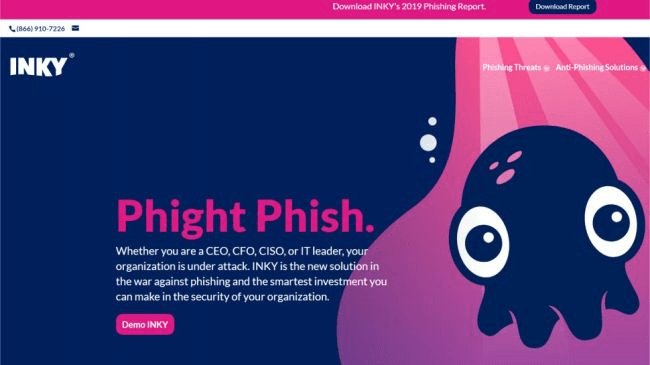 Download INKY's 2019 Phishing Report.
Download Report
(866) 910-7226
INKY®
Phishing Threats
Anti-Phishing Solutions
Phight Phish.
Whether you are a CEO, CFO, CISO, or IT leader, your
organization is under attack. INKY is the new solution in
the war against phishing and the smartest investment you
can make in the security of your organization.
Demo INKY